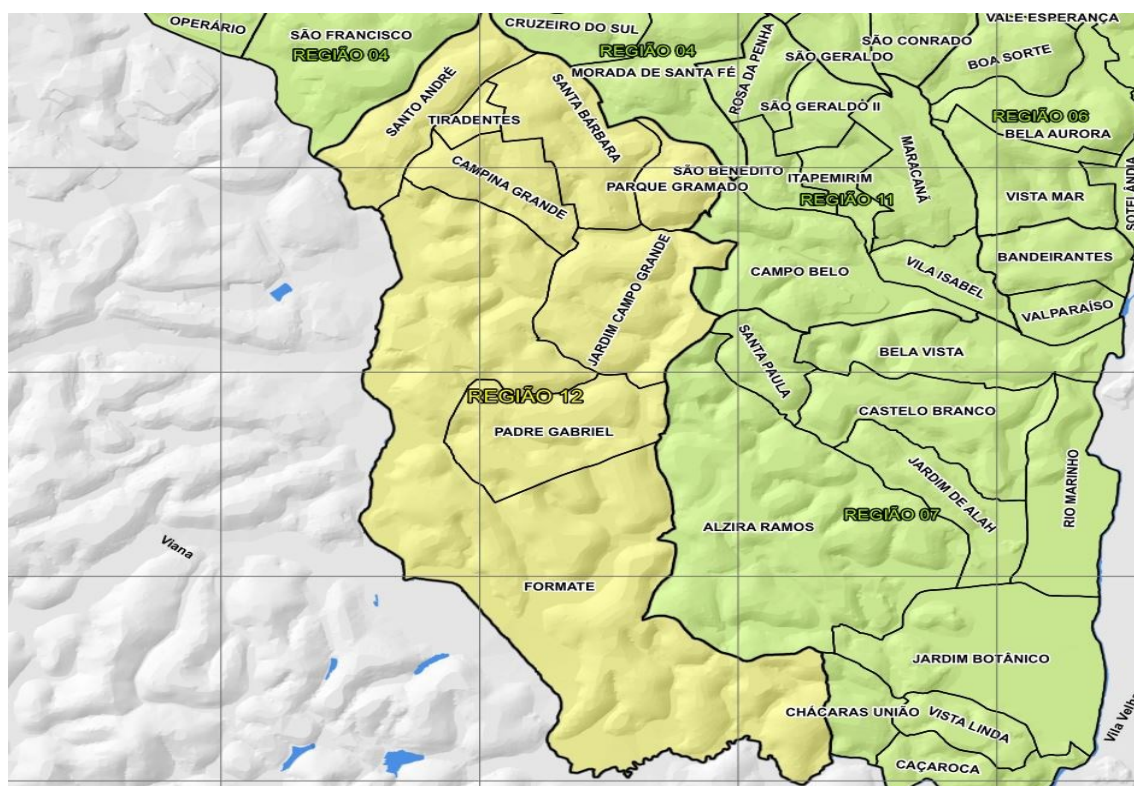 OPERÁRIO
SÃO FRANCISCO
REGIÃO 04
CRUZEIRO DO SUL
REGIÃO 04
MORADA DE SANTA FÉ
ROSA DA PENHA
SÃO GERALDO
SÃO CONRADO
VALE ESPERANÇA
BOA SORTE
SANTO ANDRÉ
TIRADENTES
SANTA BÁRBARA
SÃO GERALDO II
REGIÃO 06
BELA AURORA
CAMPINA GRANDE
SÃO BENEDITO
PARQUE GRAMADO
ITAPEMIRIM
REGIÃO 11
MARACANÃ
VISTA MAR
SOTELÂNDIA
JARDIM CAMPO GRANDE
CAMPO BELO
VILA ISABEL
BANDEIRANTES
VALPARAÍSO
SANTA PAULA
BELA VISTA
REGIÃO 12
PADRE GABRIEL
CASTELO BRANCO
JARDIM DE ALAH
RIO MARINHO
ALZIRA RAMOS
REGIÃO 07
Viana
FORMATE
JARDIM BOTÂNICO
CHÁCARAS UNIÃO
VISTA LINDA
CAÇAROCA
Vila Velha